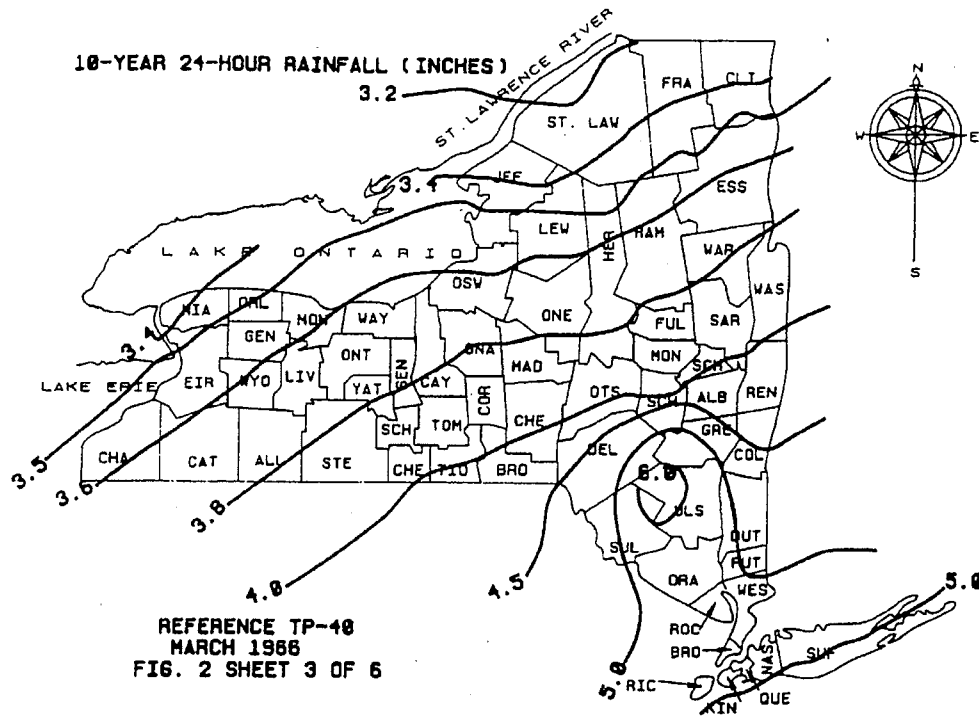 10-YEAR 24-HOUR RAINFALL (INCHES)
ST. LAWRENCE RIVER
3.2
FRA
CLI
ST. LAW
N
W
E
S
JEF
3.4
ESS
LEW
HER
HAM
LAKE ONTARIO
WAR
OSW
WAS
NIA
ORL
MON
WAY
ONE
FUL
SAR
GEN
3.4
ONT
ONA
MAD
MON
SCH
LAKE ERIE
EIR
WYO
LIV
YAT
SEN
CAY
COR
OTS
SCH
ALB
REN
CHE
SCH
TOM
GRE
3.5
CHA
CAT
ALL
STE
CHE
TIO
BRO
DEL
COL
3.6
6.0
3.8
ULS
SUL
DUT
PUT
4.0
4.5
ORA
WES
5.0
REFERENCE TP-40
MARCH 1966
FIG. 2 SHEET 3 OF 6
ROC
BRO
NAS
SUF
5.0
RIC
KIN
QUE